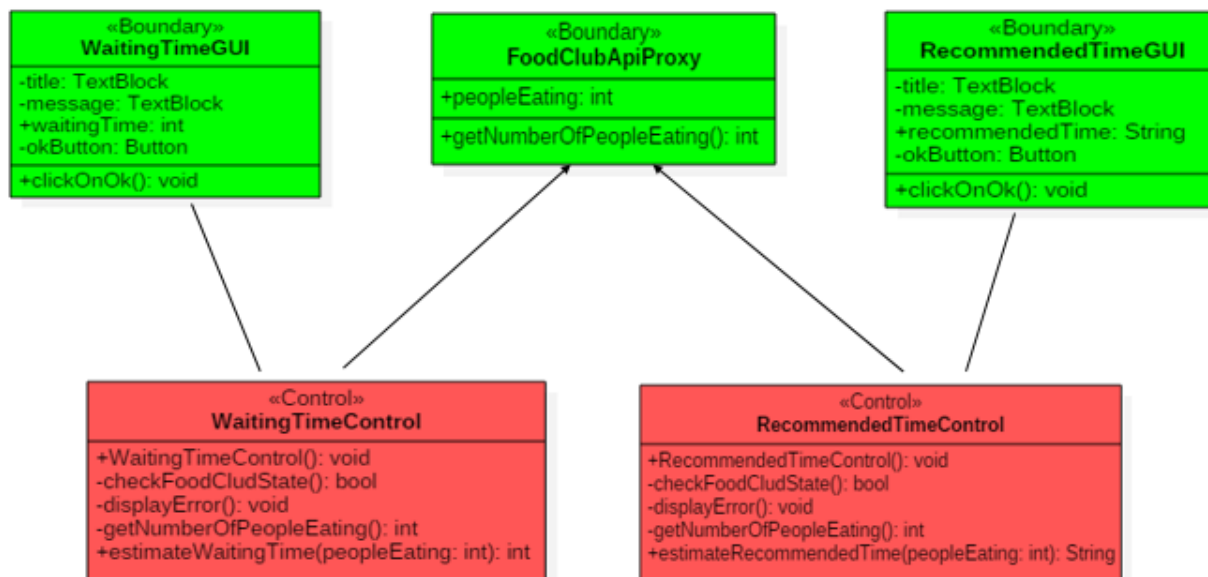 «Boundary»
WaitingTimeGUI
-title: TextBlock
-message: TextBlock
+waitingTime: int
-okButton: Button
+clickOnOk(): void
«Boundary»
FoodClubApiProxy
+peopleEating: int
+getNumberOfPeopleEating(): int
«Boundary»
RecommendedTimeGUI
-title: TextBlock
-message: TextBlock
+recommendedTime: String
-okButton: Button
+clickOnOk(): void
«Control»
WaitingTimeControl
+WaitingTimeControl(): void
-checkFoodCludState(): bool
-displayError(): void
-getNumberOfPeopleEating(): int
+estimateWaitingTime(peopleEating: int): int
«Control»
RecommendedTimeControl
+RecommendedTimeControl(): void
-checkFoodCludState(): bool
-displayError(): void
-getNumberOfPeopleEating(): int
+estimateRecommendedTime(peopleEating: int): String